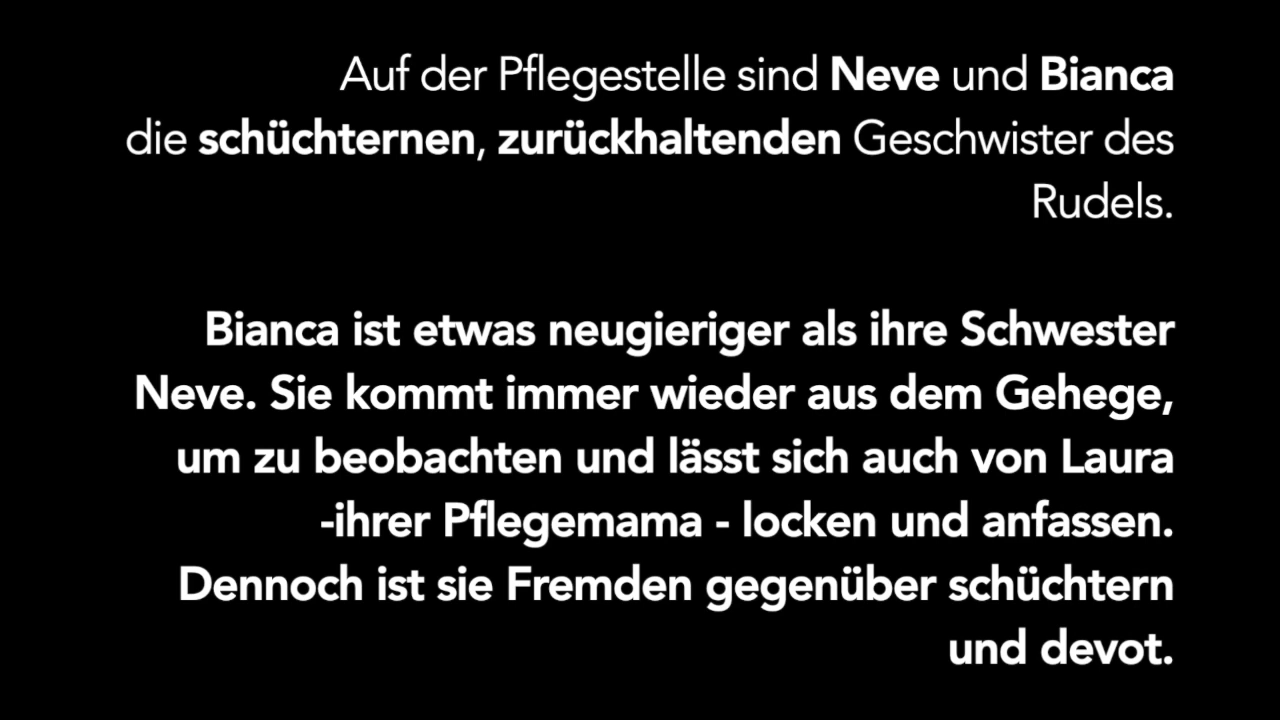 Auf der Pflegestelle sind Neve und Bianca
die schüchternen, zurückhaltenden Geschwister des
Rudels.
Bianca ist etwas neugieriger als ihre Schwester
Neve. Sie kommt immer wieder aus dem Gehege,
um zu beobachten und lässt sich auch von Laura
-ihrer Pflegemama - locken und anfassen.
Dennoch ist sie Fremden gegenüber schüchtern
und devot.